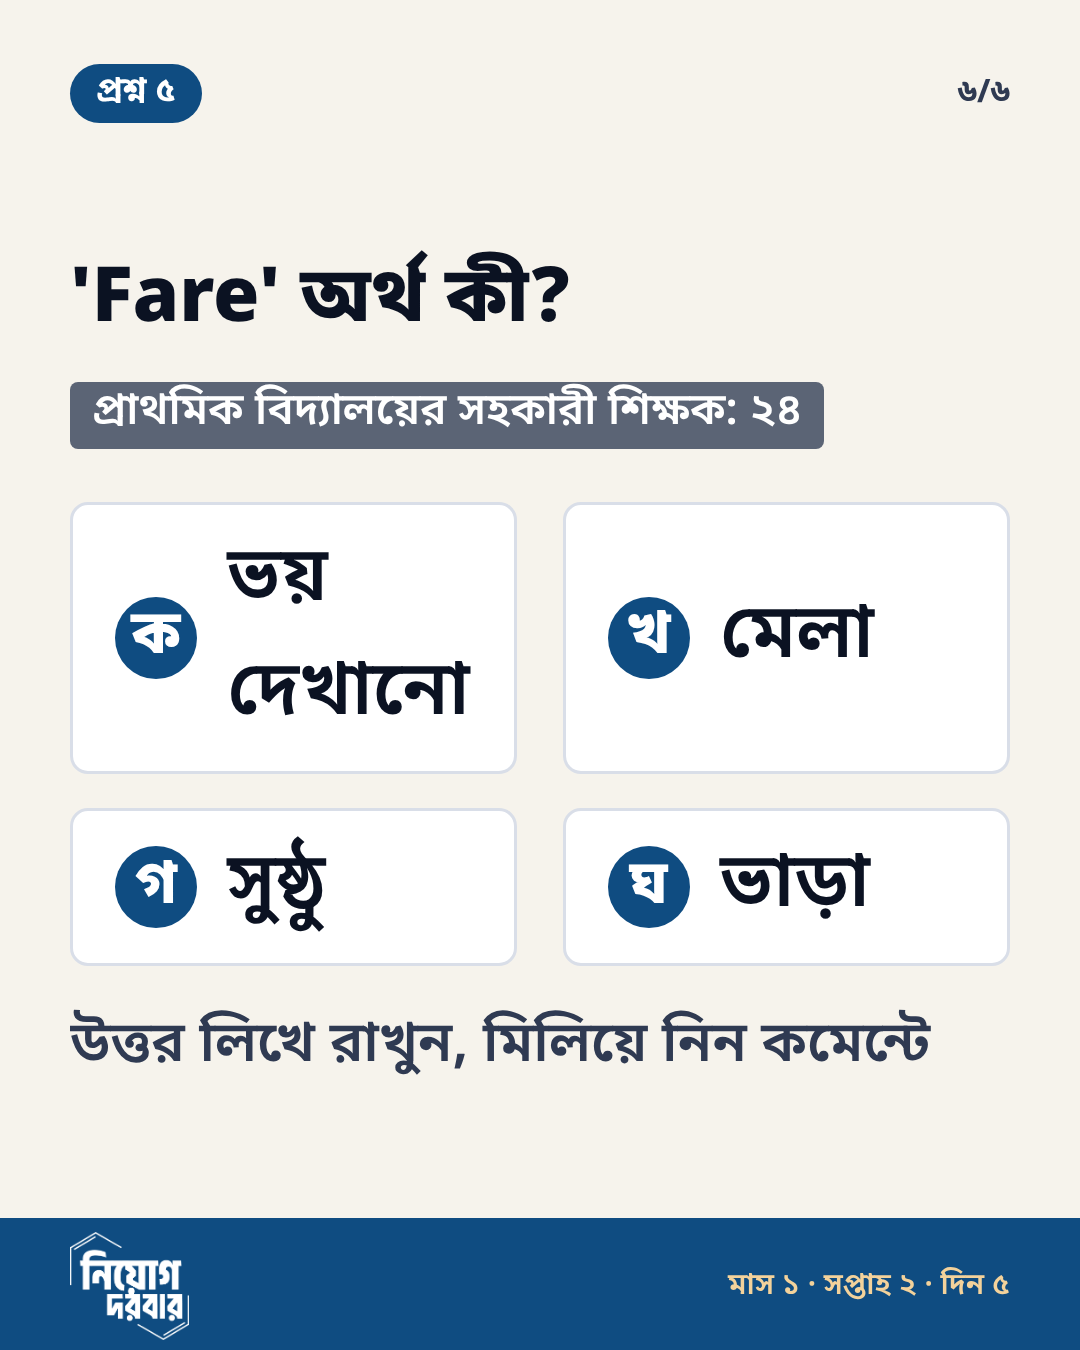 প্রশ্ন ৫
৬/৬
'Fare' অর্থ কী?
প্রাথমিক বিদ্যালয়ের সহকারী শিক্ষক: ২৪
ক ভয় দেখানো
খ মেলা
গ সুষ্ঠু
ঘ ভাড়া
উত্তর লিখে রাখুন, মিলিয়ে নিন কমেন্টে
নিয়োগ
দরবার
মাস ১ · সপ্তাহ ২ · দিন ৫